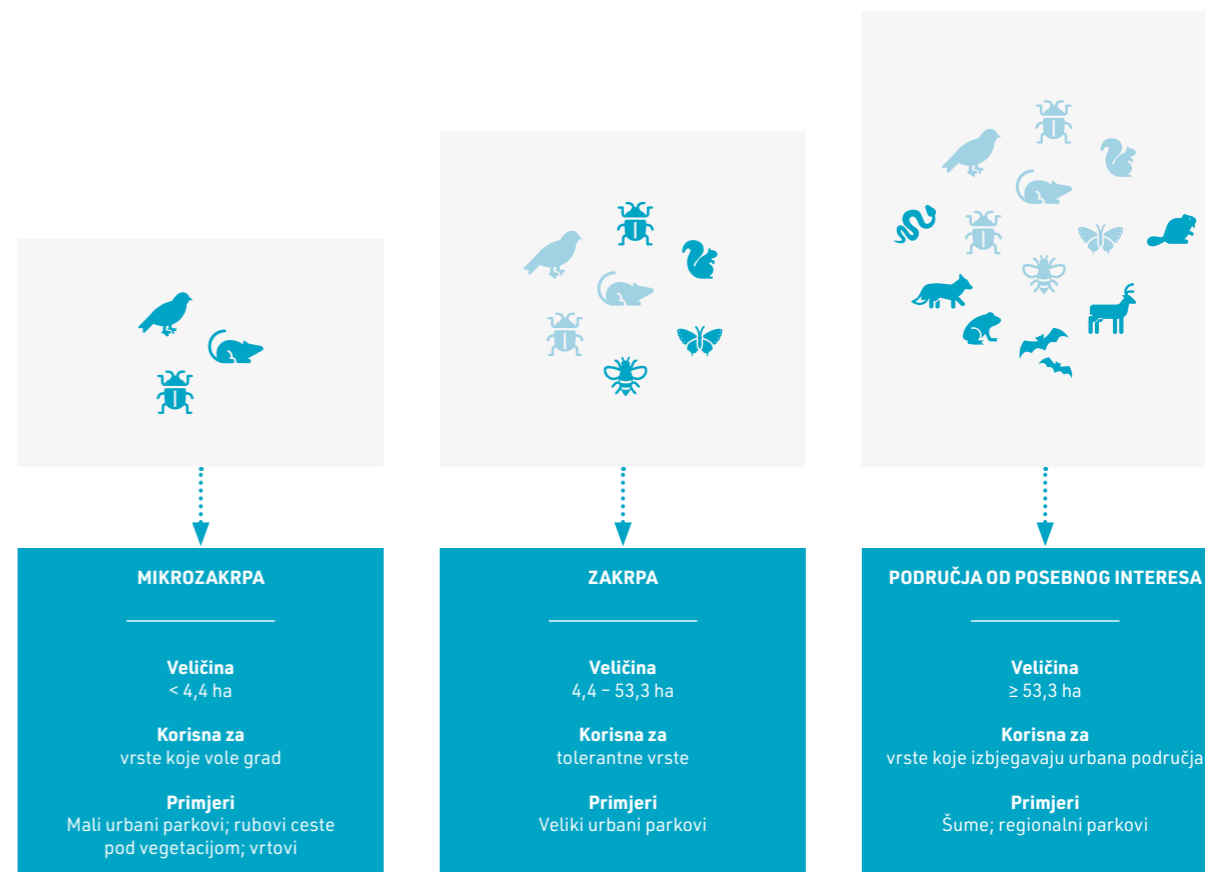 MIKROZAKRPA
Veličina
< 4,4 ha
Korisna za
vrste koje vole grad
Primjeri
Mali urbani parkovi; rubovi ceste
pod vegetacijom; vrtovi
ZAKRPA
Veličina
4,4 – 53,3 ha
Korisna za
tolerantne vrste
Primjeri
Veliki urbani parkovi
PODRUČJA OD POSEBNOG INTERESA
Veličina
≥ 53,3 ha
Korisna za
vrste koje izbjegavaju urbana područja
Primjeri
Šume; regionalni parkovi